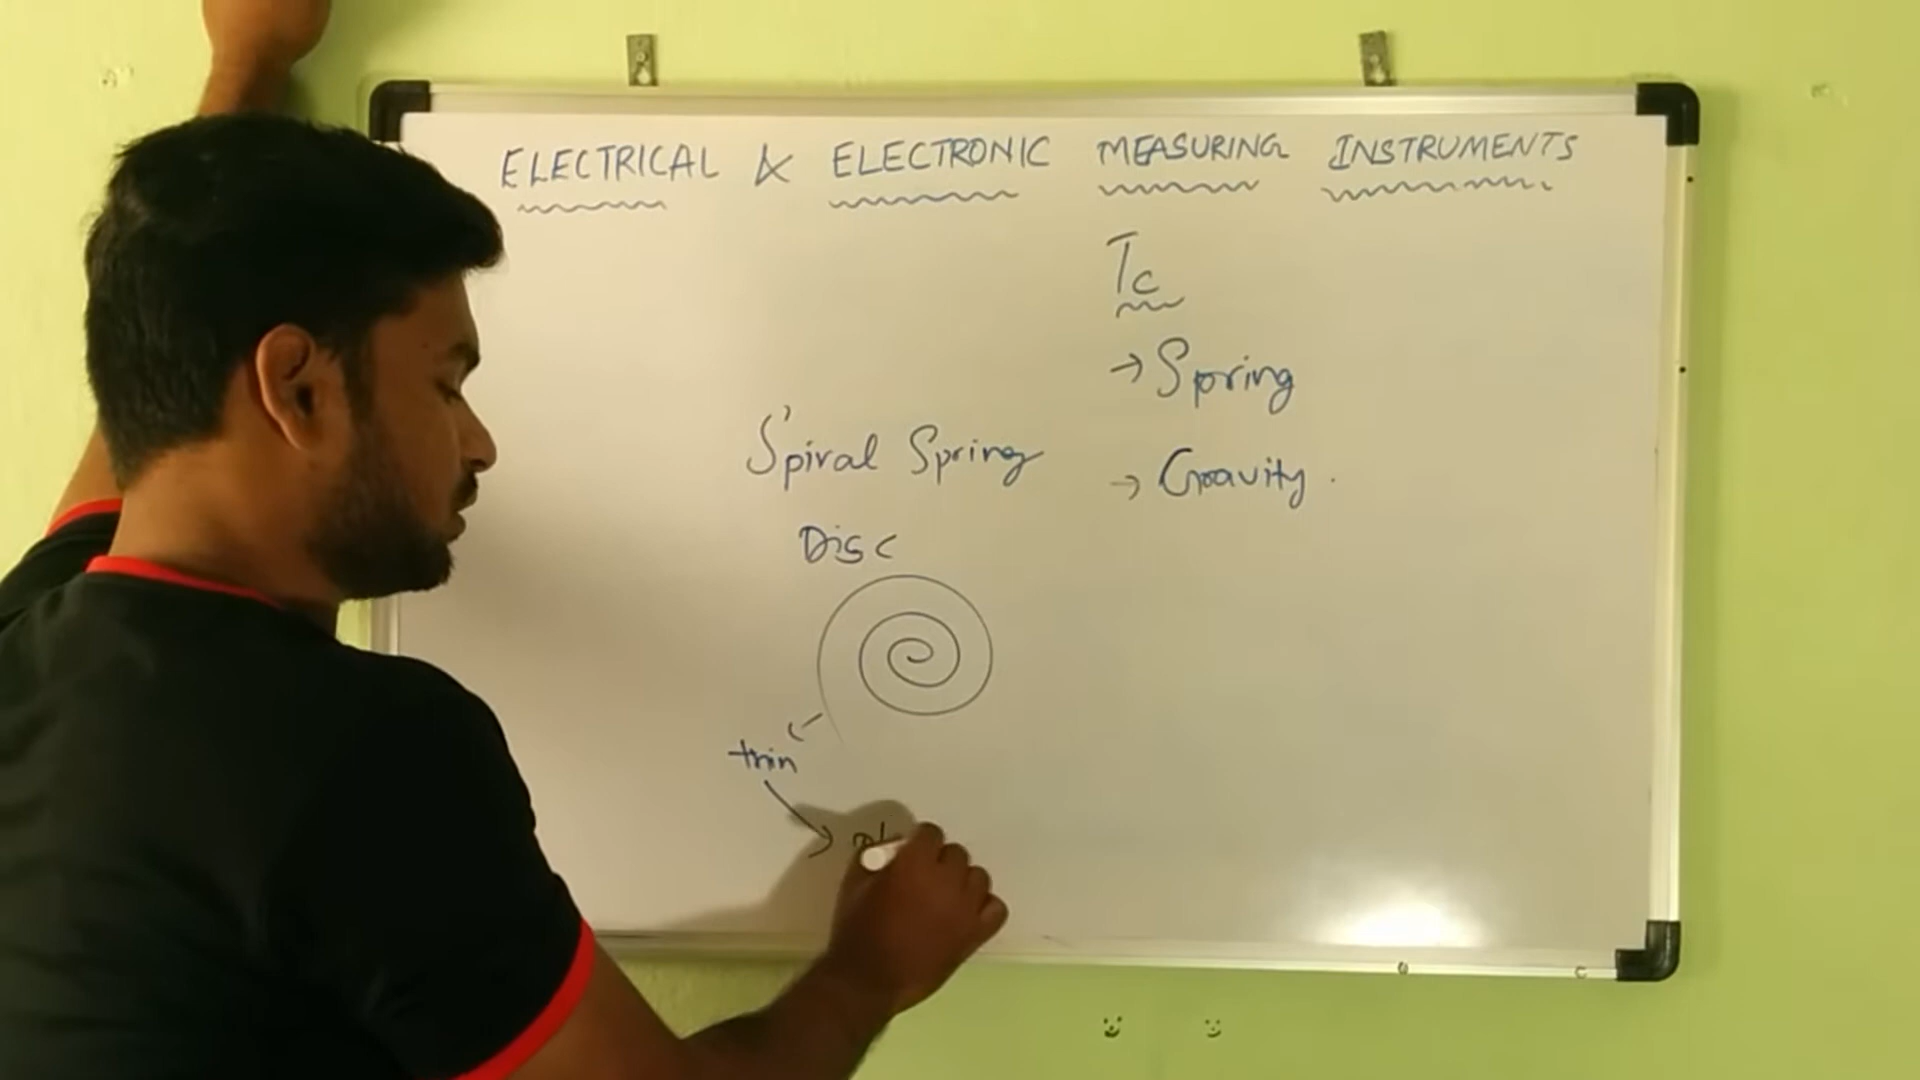 ELECTRICAL & ELECTRONIC MEASURING INSTRUMENTS
Tc
→ Spring
Spiral Spring
→ Gravity.
Disc
thin